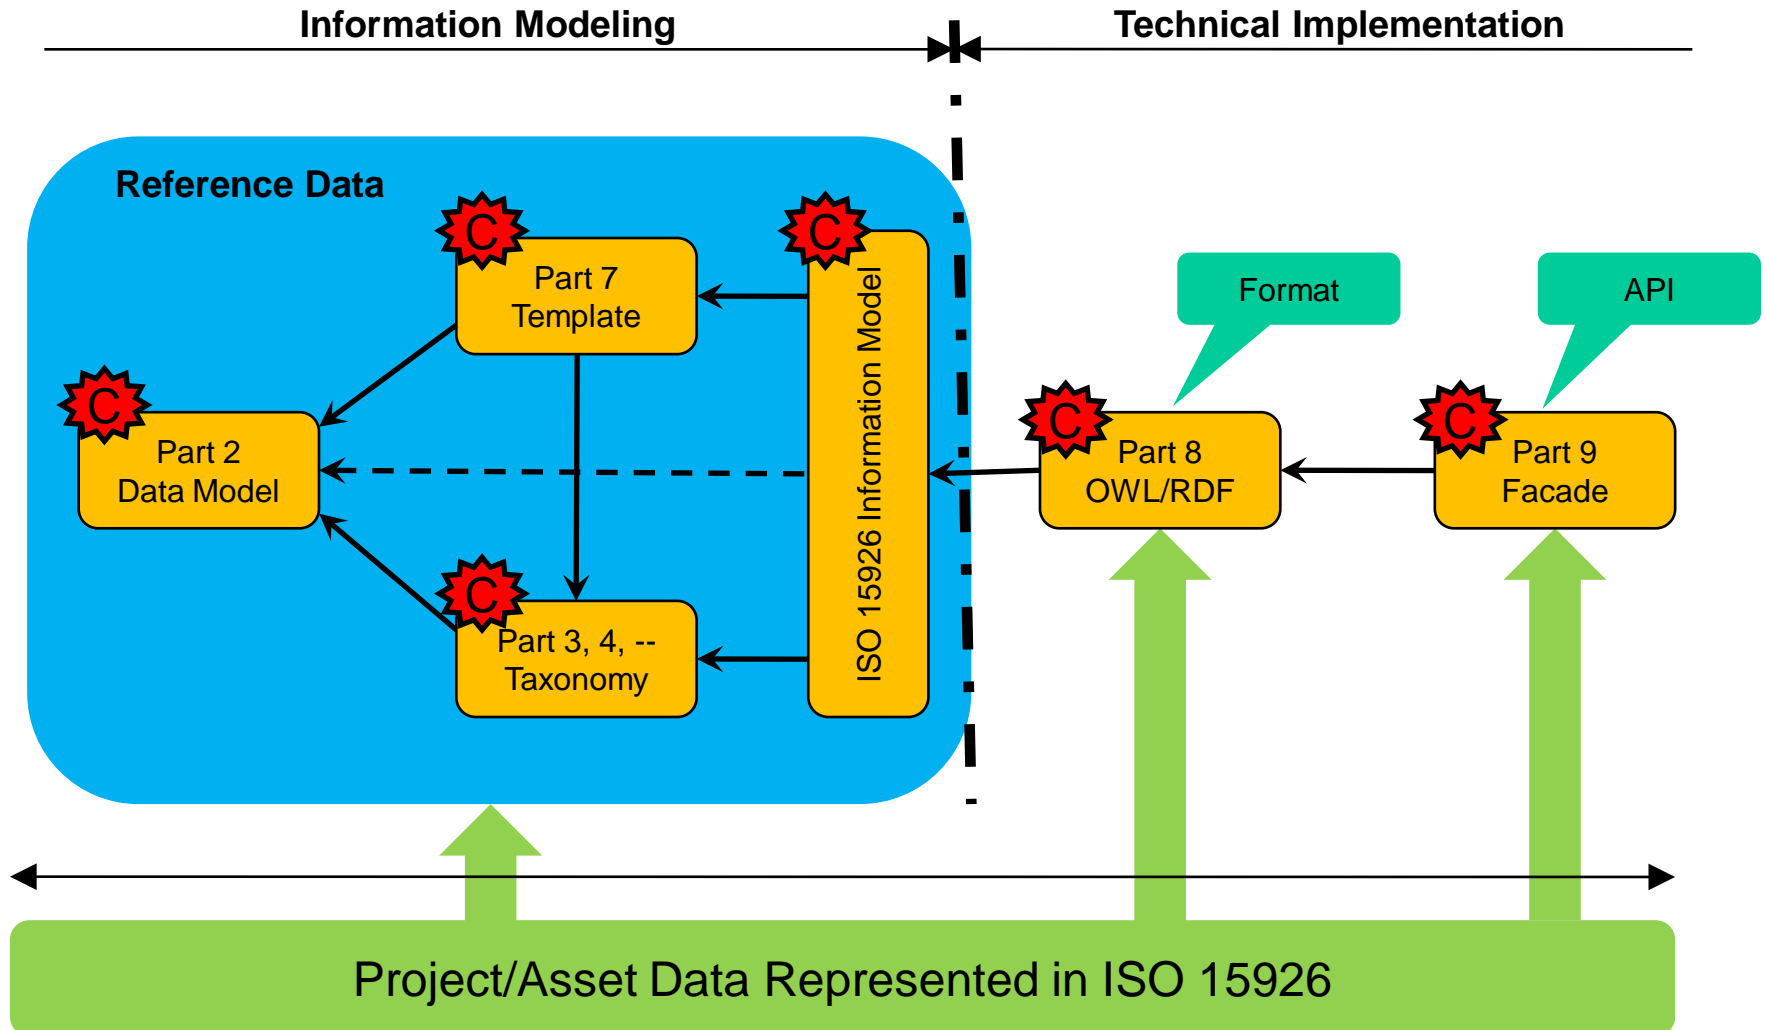 Information Modeling
Technical Implementation
Reference Data
C
Part 7
Template
C
ISO 15926 Information Model
C
Part 2
Data Model
C
Part 3, 4, --
Taxonomy
Format
API
C
Part 8
OWL/RDF
C
Part 9
Facade
Project/Asset Data Represented in ISO 15926